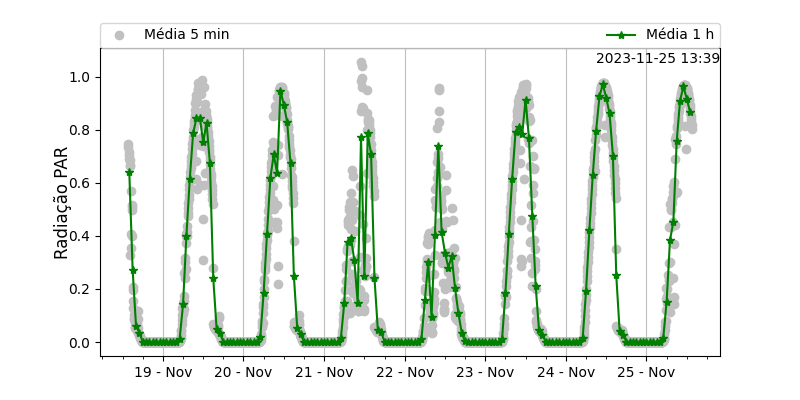 Média 5 min
Média 1 h
2023-11-25 13:39
Radiação PAR
1.0
0.8
0.6
0.4
0.2
0.0
19 - Nov
20 - Nov
21 - Nov
22 - Nov
23 - Nov
24 - Nov
25 - Nov